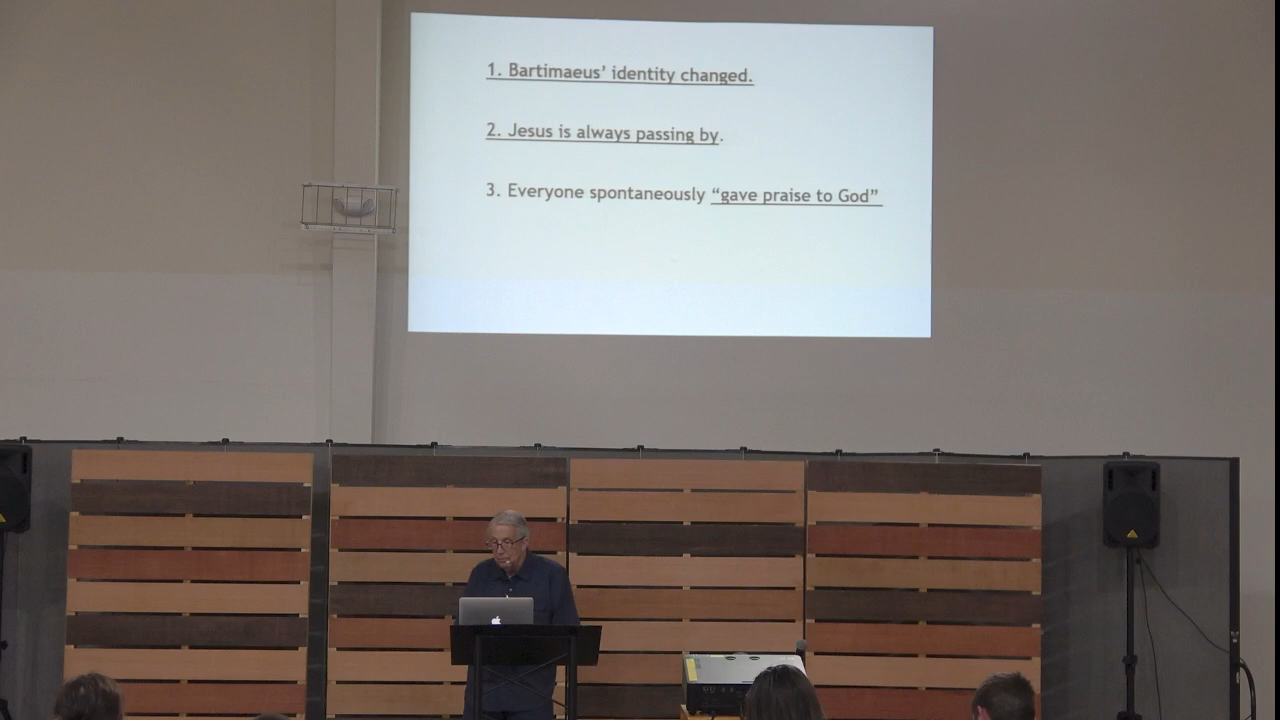 1. Bartimaeus’ identity changed.
2. Jesus is always passing by.
3. Everyone spontaneously “gave praise to God”